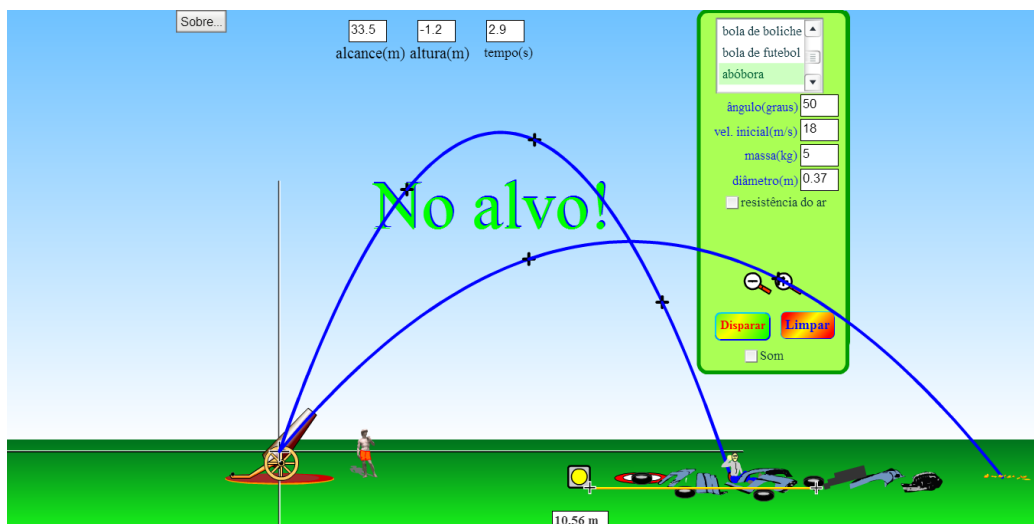 Sobre...
33.5 -1.2 2.9
alcance(m) altura(m) tempo(s)
bola de boliche
bola de futebol
abóbora
ângulo(graus) 50
vel. inicial(m/s) 18
massa(kg) 5
diâmetro(m) 0.37
resistência do ar
No alvo!
Disparar Limpar
Som
10.56 m